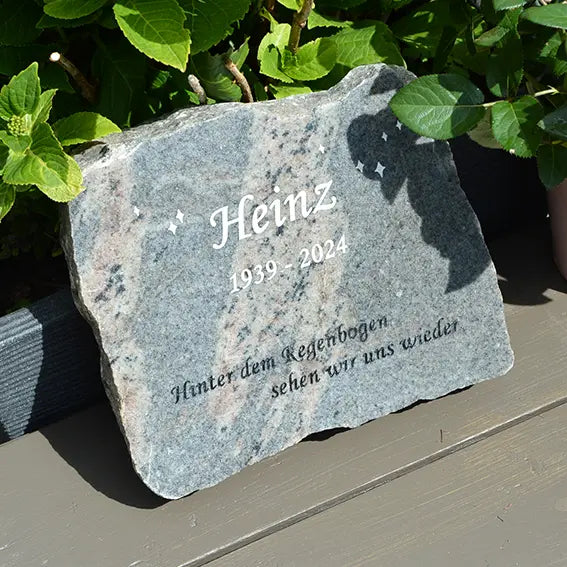 Heinz
1939 - 2024
Hinter dem Regenbogen
sehen wir uns wieder